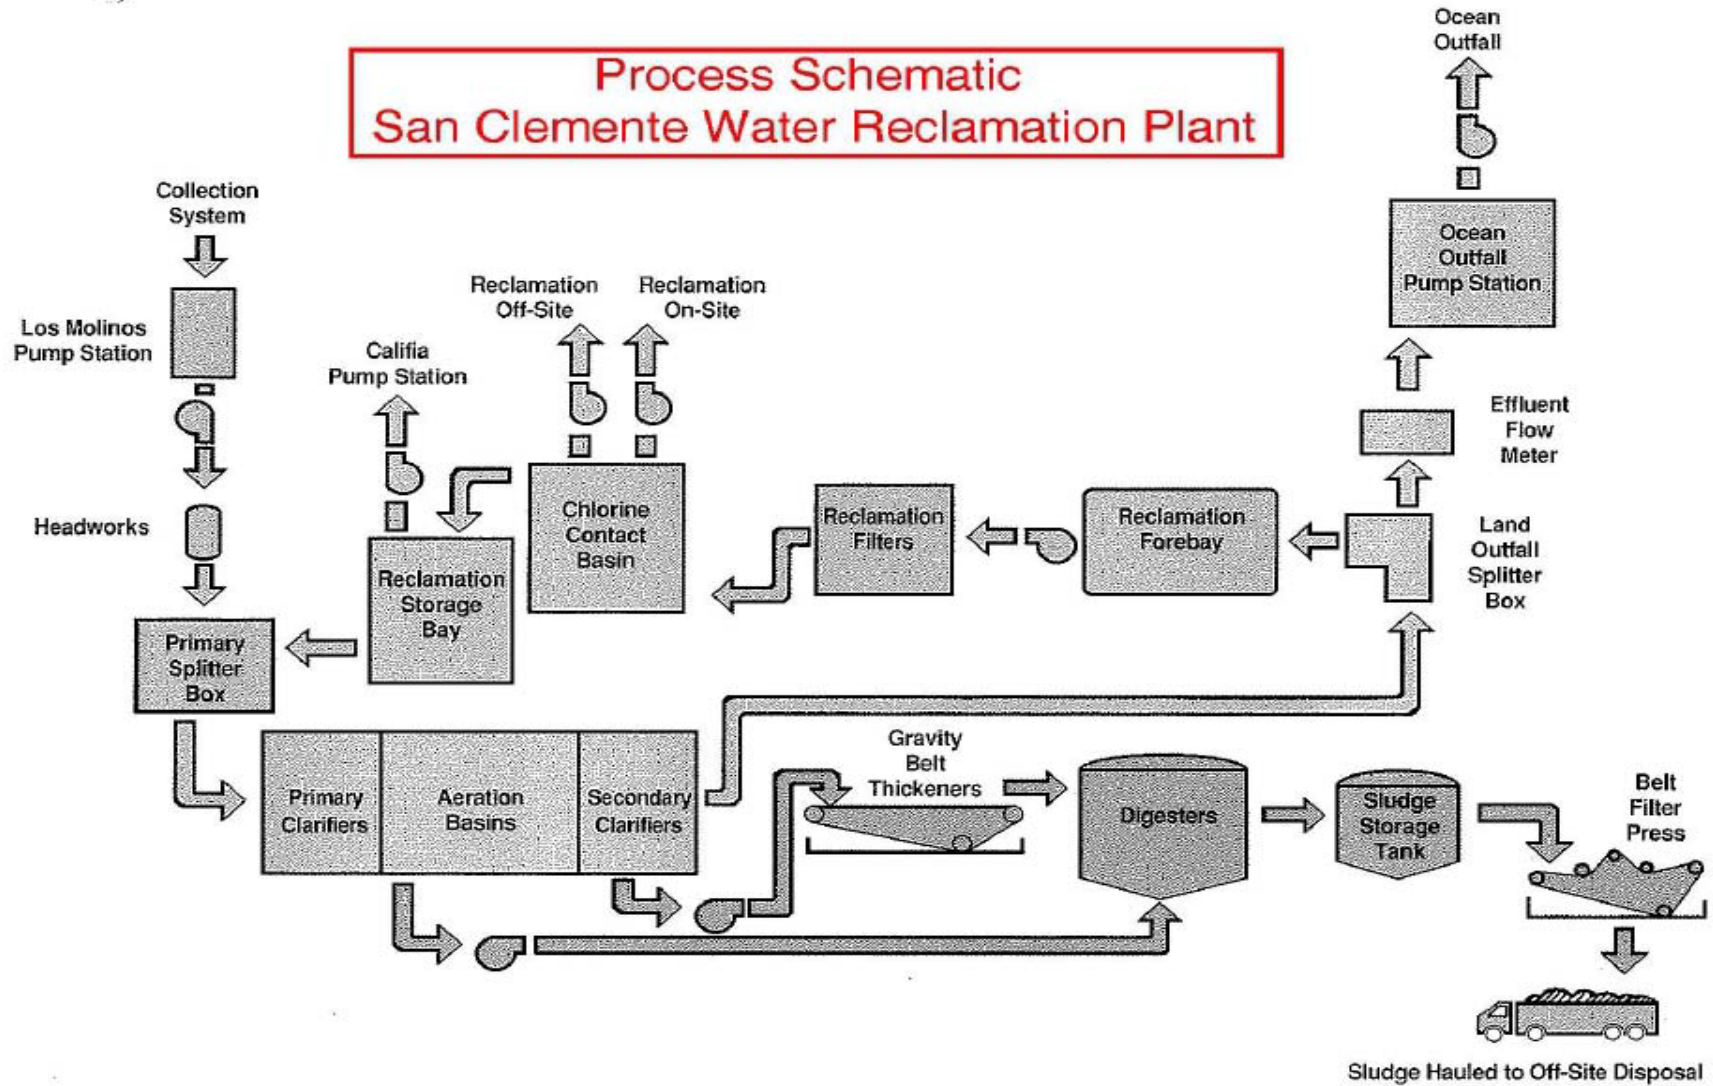 Process Schematic
San Clemente Water Reclamation Plant
Ocean
Outfall
Collection
System
Ocean
Outfall
Pump Station
Reclamation
Off-Site
Reclamation
On-Site
Los Molinos
Pump Station
Califia
Pump Station
Effluent
Flow
Meter
Headworks
Chlorine
Contact
Basin
Reclamation
Filters
Reclamation
Forebay
Land
Outfall
Splitter
Box
Reclamation
Storage
Bay
Primary
Splitter
Box
Primary
Clarifiers
Aeration
Basins
Secondary
Clarifiers
Gravity
Belt
Thickeners
Digesters
Sludge
Storage
Tank
Belt
Filter
Press
Sludge Hauled to Off-Site Disposal